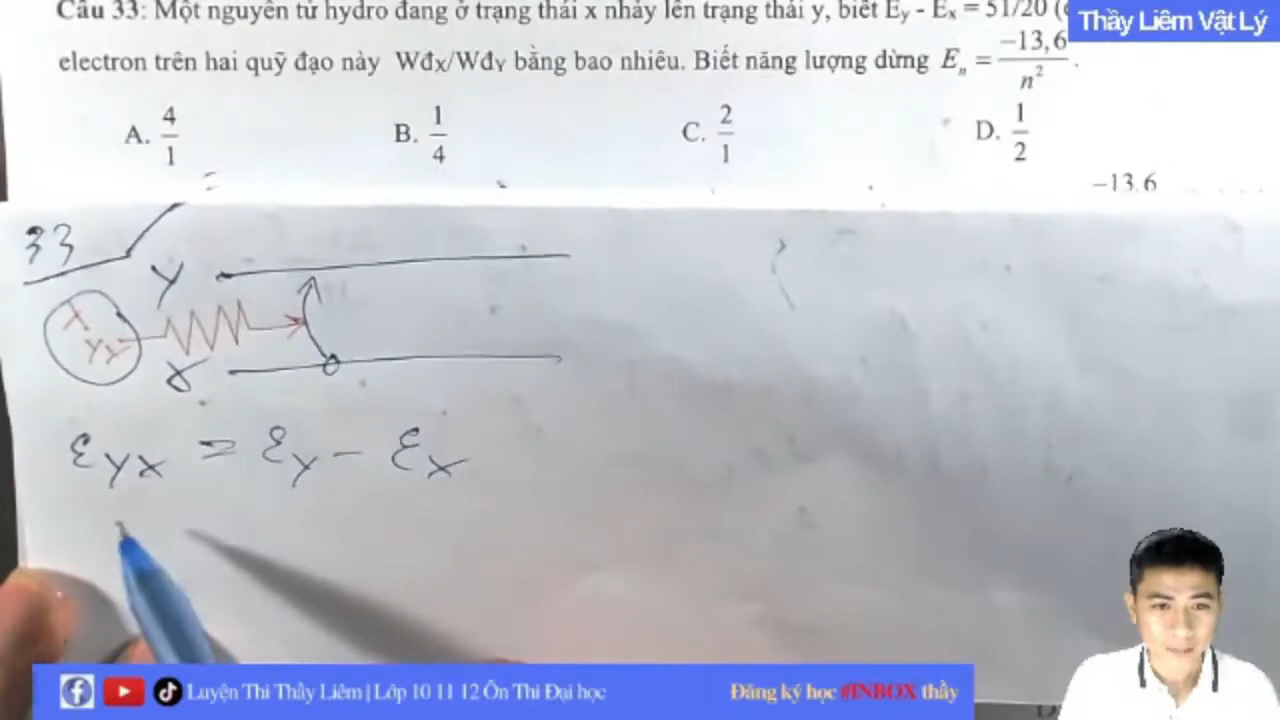 Câu 33: Một nguyên tử hydro đang ở trạng thái x nhảy lên trạng thái y, biết Ey - Ex = 51/20
Thầy Liêm Vật Lý
electron trên hai quỹ đạo này Wđx/WđY bằng bao nhiêu. Biết năng lượng dừng E_n = −13,6 / n² .
A. 4/1 B. 1/4 C. 2/1 D. 1/2
−13.6
33
Y
X
YX
x
εYX = εY − εX
Luyện Thi Thầy Liêm | Lớp 10 11 12 Ôn Thi Đại học
Đăng ký học #INBOX thầy